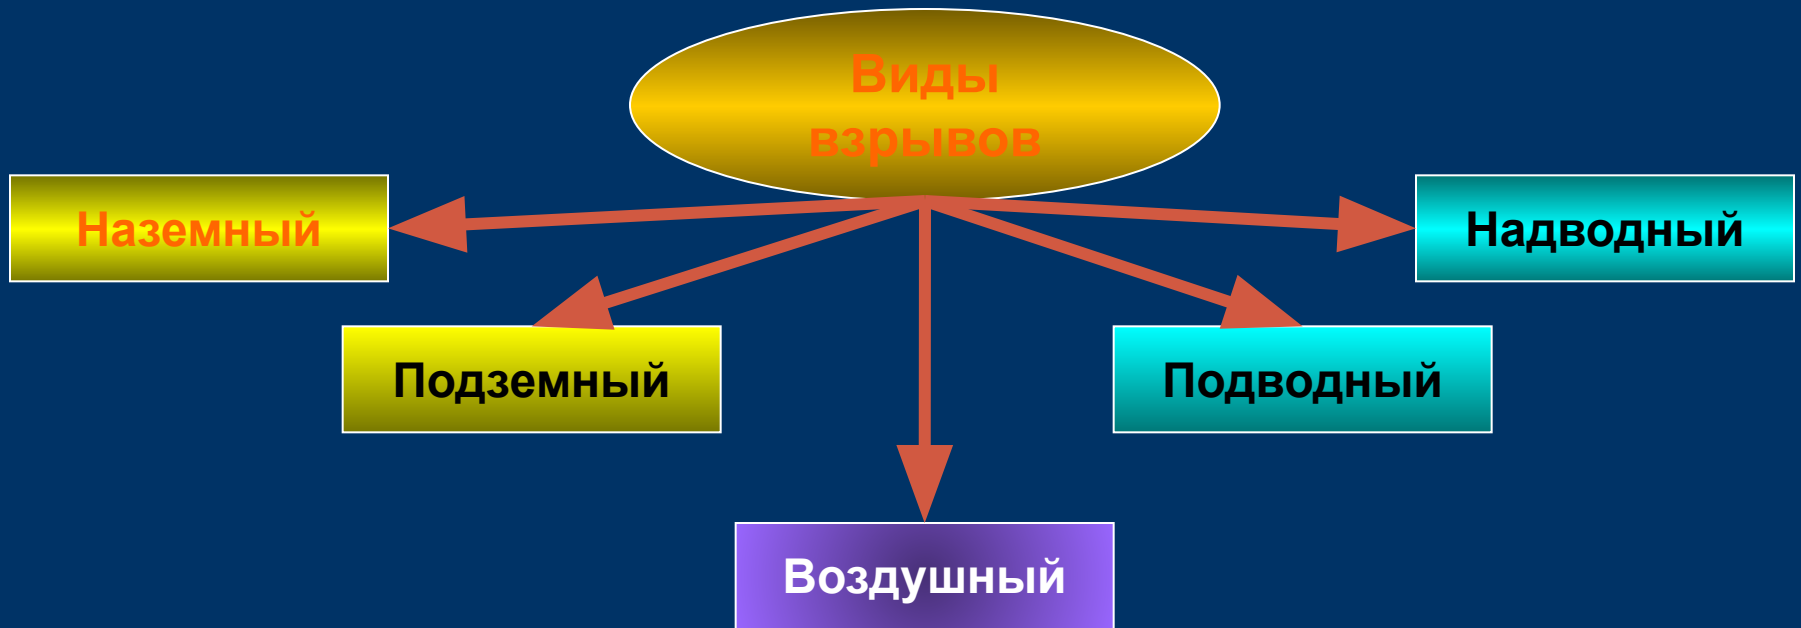 Виды
взрывов
Наземный
Надводный
Подземный
Подводный
Воздушный